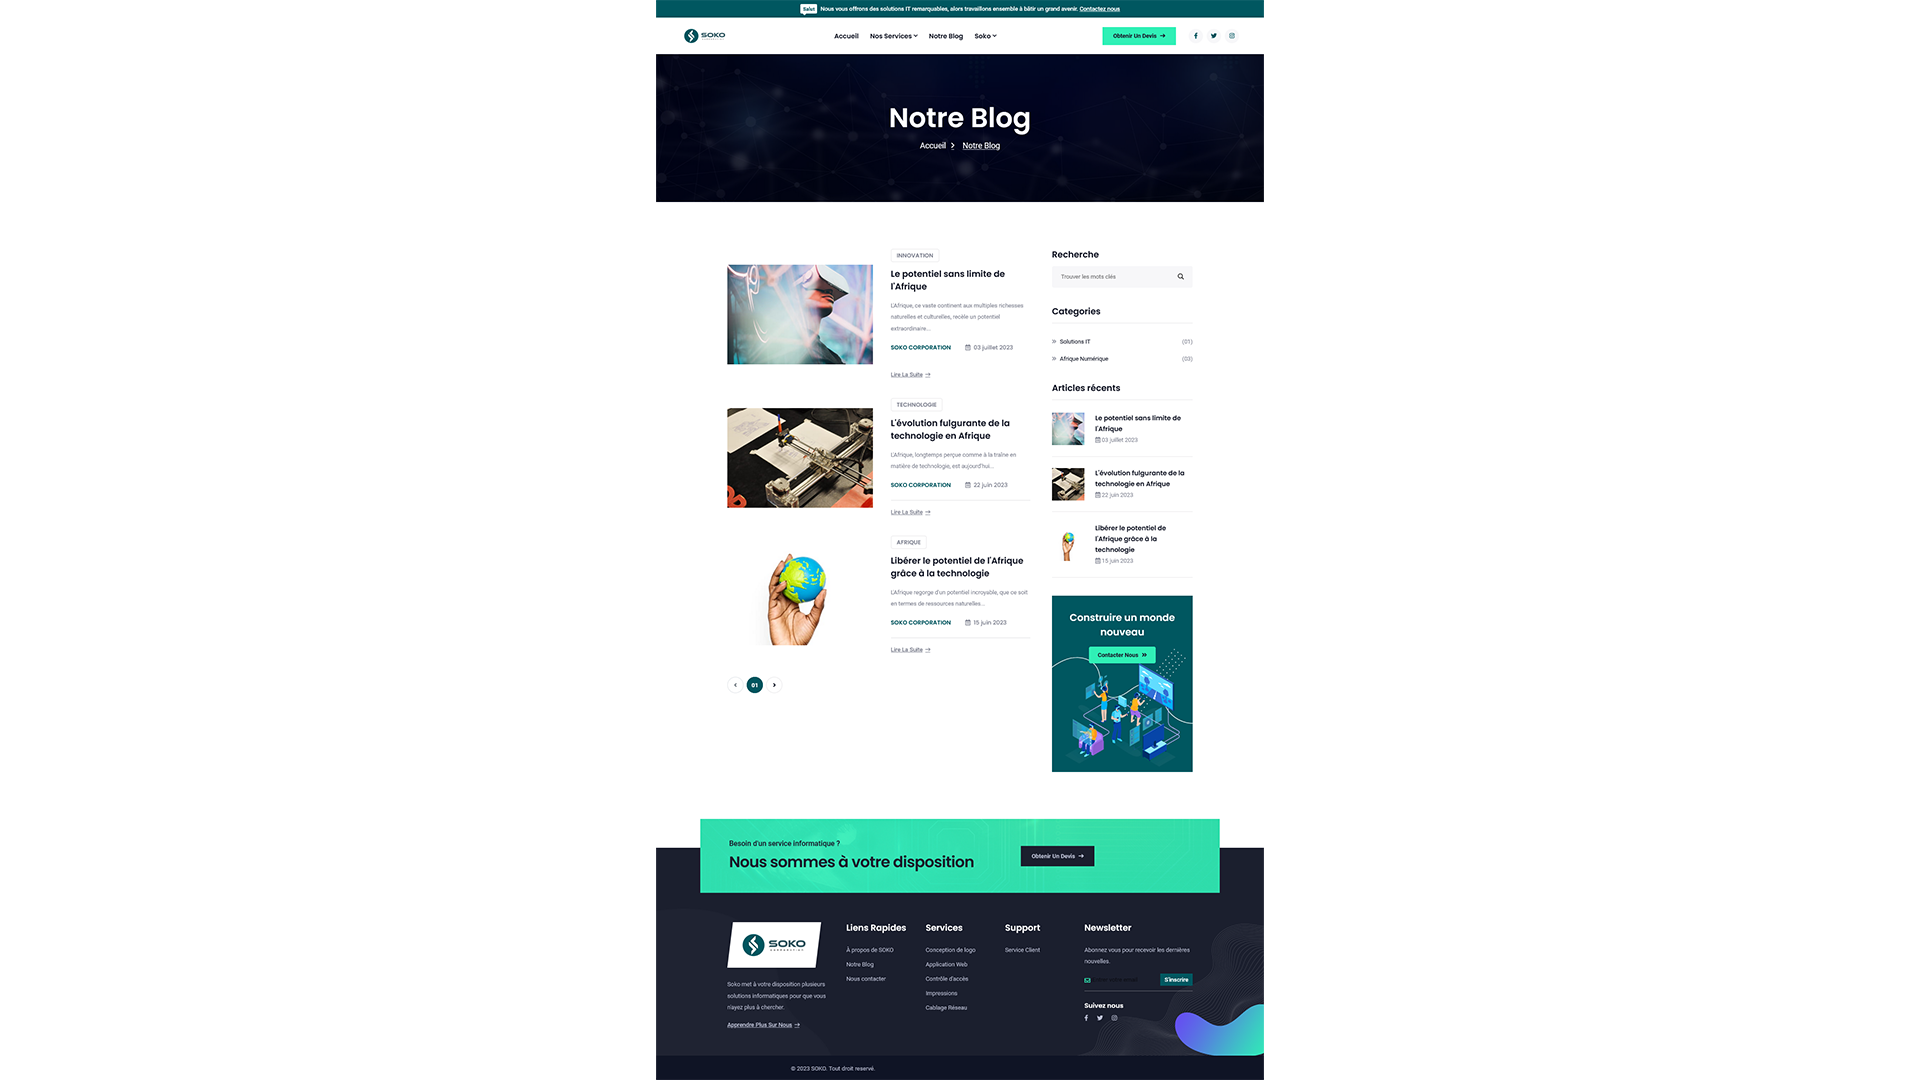 Salut Nous vous offrons des solutions IT remarquables, alors travaillons ensemble à bâtir un grand avenir. Contactez nous
SOKO
Accueil Nos Services Notre Blog Soko
Obtenir Un Devis
Notre Blog
Accueil Notre Blog
INNOVATION
Le potentiel sans limite de
l'Afrique
L'Afrique, ce vaste continent aux multiples richesses
naturelles et culturelles, recèle un potentiel
extraordinaire...
SOKO CORPORATION 03 juillet 2023
Lire La Suite
TECHNOLOGIE
L'évolution fulgurante de la
technologie en Afrique
L'Afrique, longtemps perçue comme à la traîne en
matière de technologie, est aujourd'hui...
SOKO CORPORATION 22 juin 2023
Lire La Suite
AFRIQUE
Libérer le potentiel de l'Afrique
grâce à la technologie
L'Afrique regorge d'un potentiel incroyable, que ce soit
en termes de ressources naturelles...
SOKO CORPORATION 15 juin 2023
Lire La Suite
01
Recherche
Trouver les mots clés
Categories
Solutions IT (01)
Afrique Numérique (03)
Articles récents
Le potentiel sans limite de
l'Afrique
03 juillet 2023
L'évolution fulgurante de la
technologie en Afrique
22 juin 2023
Libérer le potentiel de
l'Afrique grâce à la
technologie
15 juin 2023
Construire un monde
nouveau
Contacter Nous
Besoin d'un service informatique ?
Nous sommes à votre disposition
Obtenir Un Devis
SOKO
CORPORATION
Soko met à votre disposition plusieurs
solutions informatiques pour que vous
n'ayez plus à chercher.
Apprendre Plus Sur Nous
Liens Rapides
À propos de SOKO
Notre Blog
Nous contacter
Services
Conception de logo
Application Web
Contrôle d'accès
Impressions
Cablage Réseau
Support
Service Client
Newsletter
Abonnez vous pour recevoir les dernières
nouvelles.
S'inscrire
Suivez nous
© 2023 SOKO. Tout droit reservé.